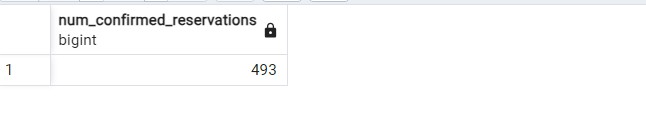 num_confirmed_reservations
bigint
1 493